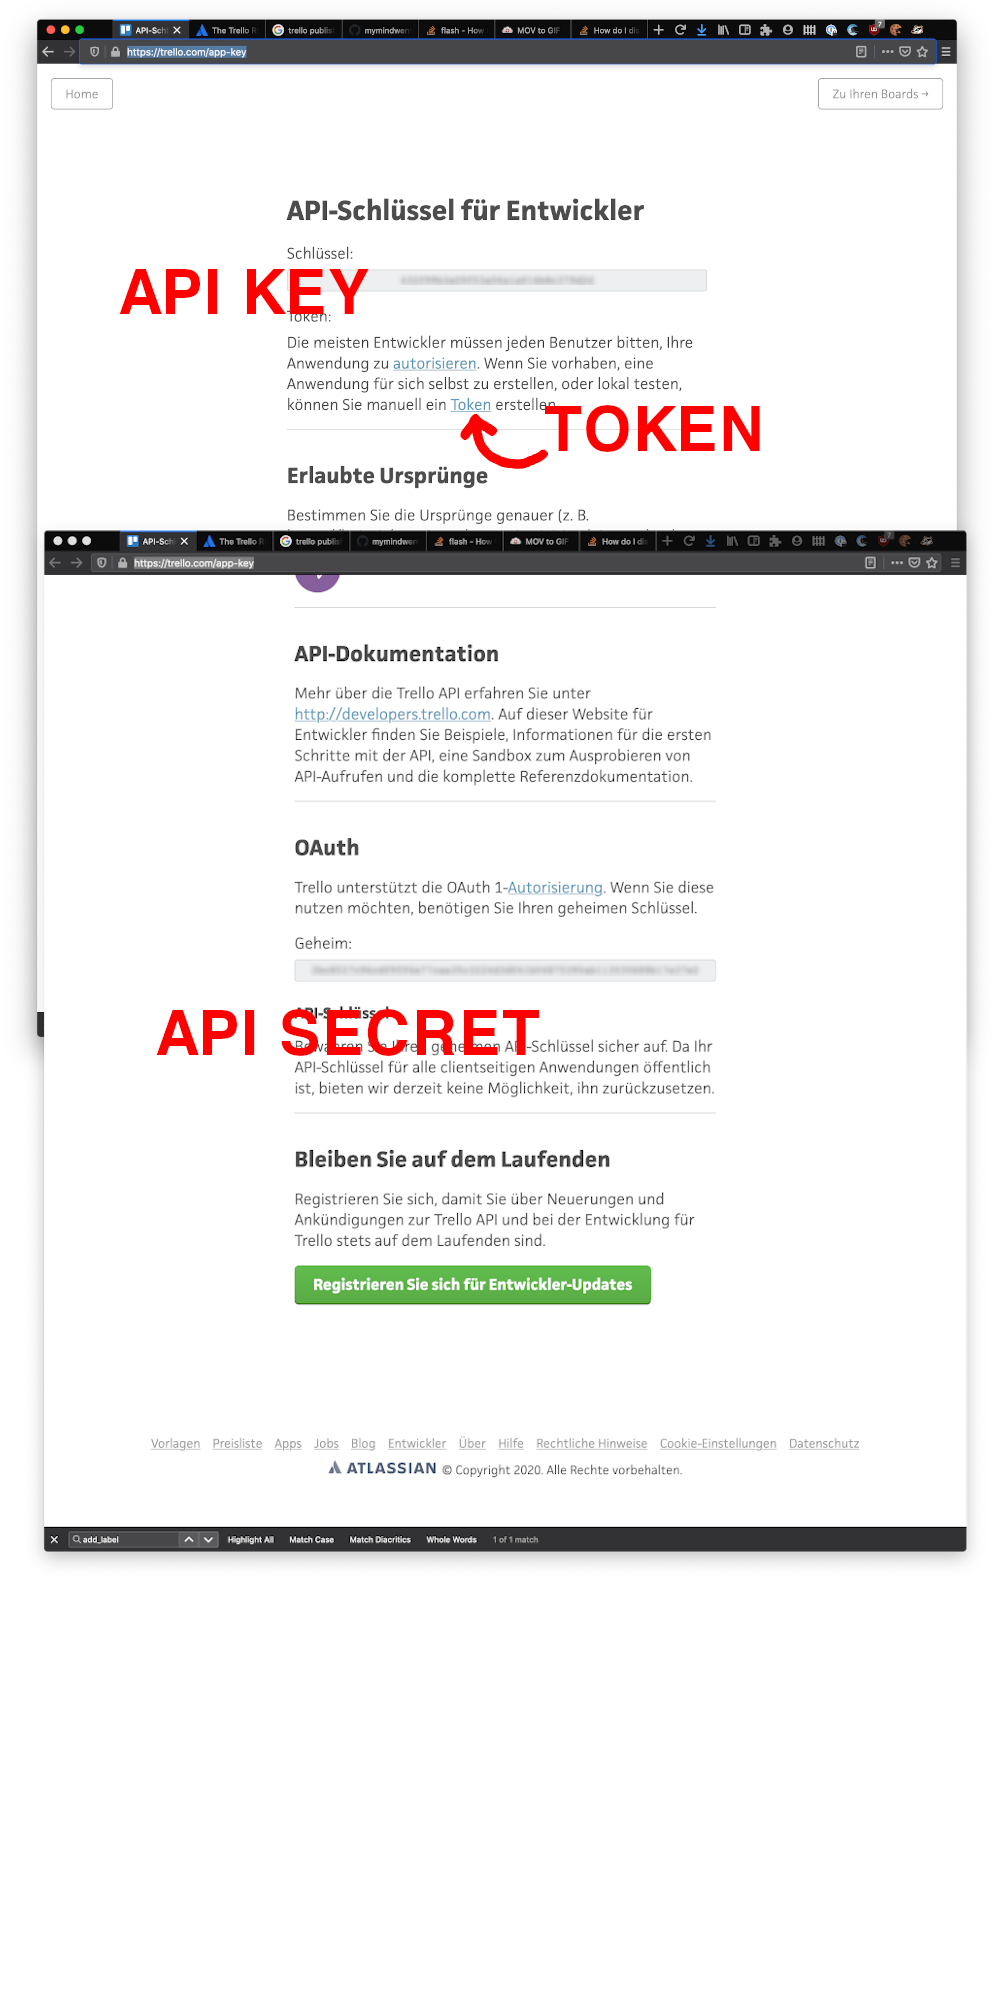 API-Schl
The Trello R
trello publis
mymindwer
flash - How
MOV to GIF
How do I di
7
https://trello.com/app-key
Home
Zu Ihren Boards →
API-Schlüssel für Entwickler
Schlüssel:
API KEY
Token:
Die meisten Entwickler müssen jeden Benutzer bitten, Ihre
Anwendung zu autorisieren. Wenn Sie vorhaben, eine
Anwendung für sich selbst zu erstellen, oder lokal testen,
können Sie manuell ein Token erstellen
TOKEN
Erlaubte Ursprünge
Bestimmen Sie die Ursprünge genauer (z. B.
API-Schl
The Trello R
trello publis
mymindwer
flash - How
MOV to GIF
How do I di
7
https://trello.com/app-key
API-Dokumentation
Mehr über die Trello API erfahren Sie unter
http://developers.trello.com. Auf dieser Website für
Entwickler finden Sie Beispiele, Informationen für die ersten
Schritte mit der API, eine Sandbox zum Ausprobieren von
API-Aufrufen und die komplette Referenzdokumentation.
OAuth
Trello unterstützt die OAuth 1-Autorisierung. Wenn Sie diese
nutzen möchten, benötigen Sie Ihren geheimen Schlüssel.
Geheim:
API-Schlüssel
API SECRET
Bewahren Sie Ihren geheimen API-Schlüssel sicher auf. Da Ihr
API-Schlüssel für alle clientseitigen Anwendungen öffentlich
ist, bieten wir derzeit keine Möglichkeit, ihn zurückzusetzen.
Bleiben Sie auf dem Laufenden
Registrieren Sie sich, damit Sie über Neuerungen und
Ankündigungen zur Trello API und bei der Entwicklung für
Trello stets auf dem Laufenden sind.
Registrieren Sie sich für Entwickler-Updates
Vorlagen Preisliste Apps Jobs Blog Entwickler Über Hilfe Rechtliche Hinweise Cookie-Einstellungen Datenschutz
ATLASSIAN © Copyright 2020. Alle Rechte vorbehalten.
add_label Highlight All Match Case Match Diacritics Whole Words 1 of 1 match